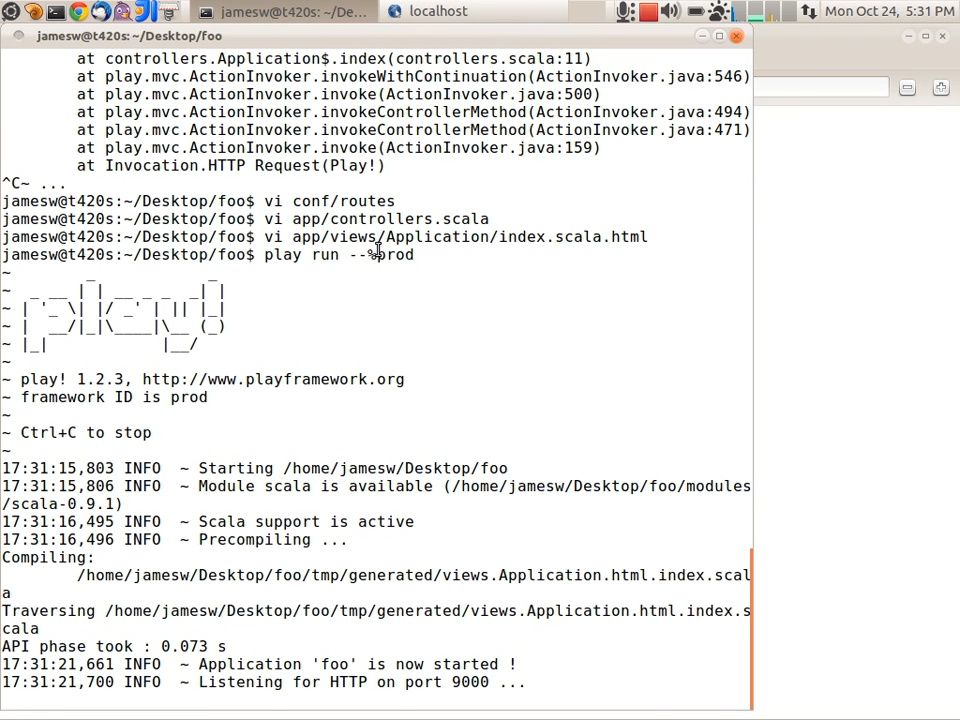 jamesw@t420s: ~/De...
localhost
Mon Oct 24, 5:31 PM
jamesw@t420s: ~/Desktop/foo
at controllers.Application$.index(controllers.scala:11)
at play.mvc.ActionInvoker.invokeWithContinuation(ActionInvoker.java:546)
at play.mvc.ActionInvoker.invoke(ActionInvoker.java:500)
at play.mvc.ActionInvoker.invokeControllerMethod(ActionInvoker.java:494)
at play.mvc.ActionInvoker.invokeControllerMethod(ActionInvoker.java:471)
at play.mvc.ActionInvoker.invoke(ActionInvoker.java:159)
at Invocation.HTTP Request(Play!)
^C~ ...
jamesw@t420s:~/Desktop/foo$ vi conf/routes
jamesw@t420s:~/Desktop/foo$ vi app/controllers.scala
jamesw@t420s:~/Desktop/foo$ vi app/views/Application/index.scala.html
jamesw@t420s:~/Desktop/foo$ play run --%prod
~        _            _
~  _ __ | | __ _ _  _| |
~ | '_ \| |/ _' | || |_|
~ |  __/|_|\____|\__ (_)
~ |_|            |__/
~
~ play! 1.2.3, http://www.playframework.org
~ framework ID is prod
~
~ Ctrl+C to stop
~
17:31:15,803 INFO  ~ Starting /home/jamesw/Desktop/foo
17:31:15,806 INFO  ~ Module scala is available (/home/jamesw/Desktop/foo/modules
/scala-0.9.1)
17:31:16,495 INFO  ~ Scala support is active
17:31:16,496 INFO  ~ Precompiling ...
Compiling:
/home/jamesw/Desktop/foo/tmp/generated/views.Application.html.index.scal
a
Traversing /home/jamesw/Desktop/foo/tmp/generated/views.Application.html.index.s
cala
API phase took : 0.073 s
17:31:21,661 INFO  ~ Application 'foo' is now started !
17:31:21,700 INFO  ~ Listening for HTTP on port 9000 ...